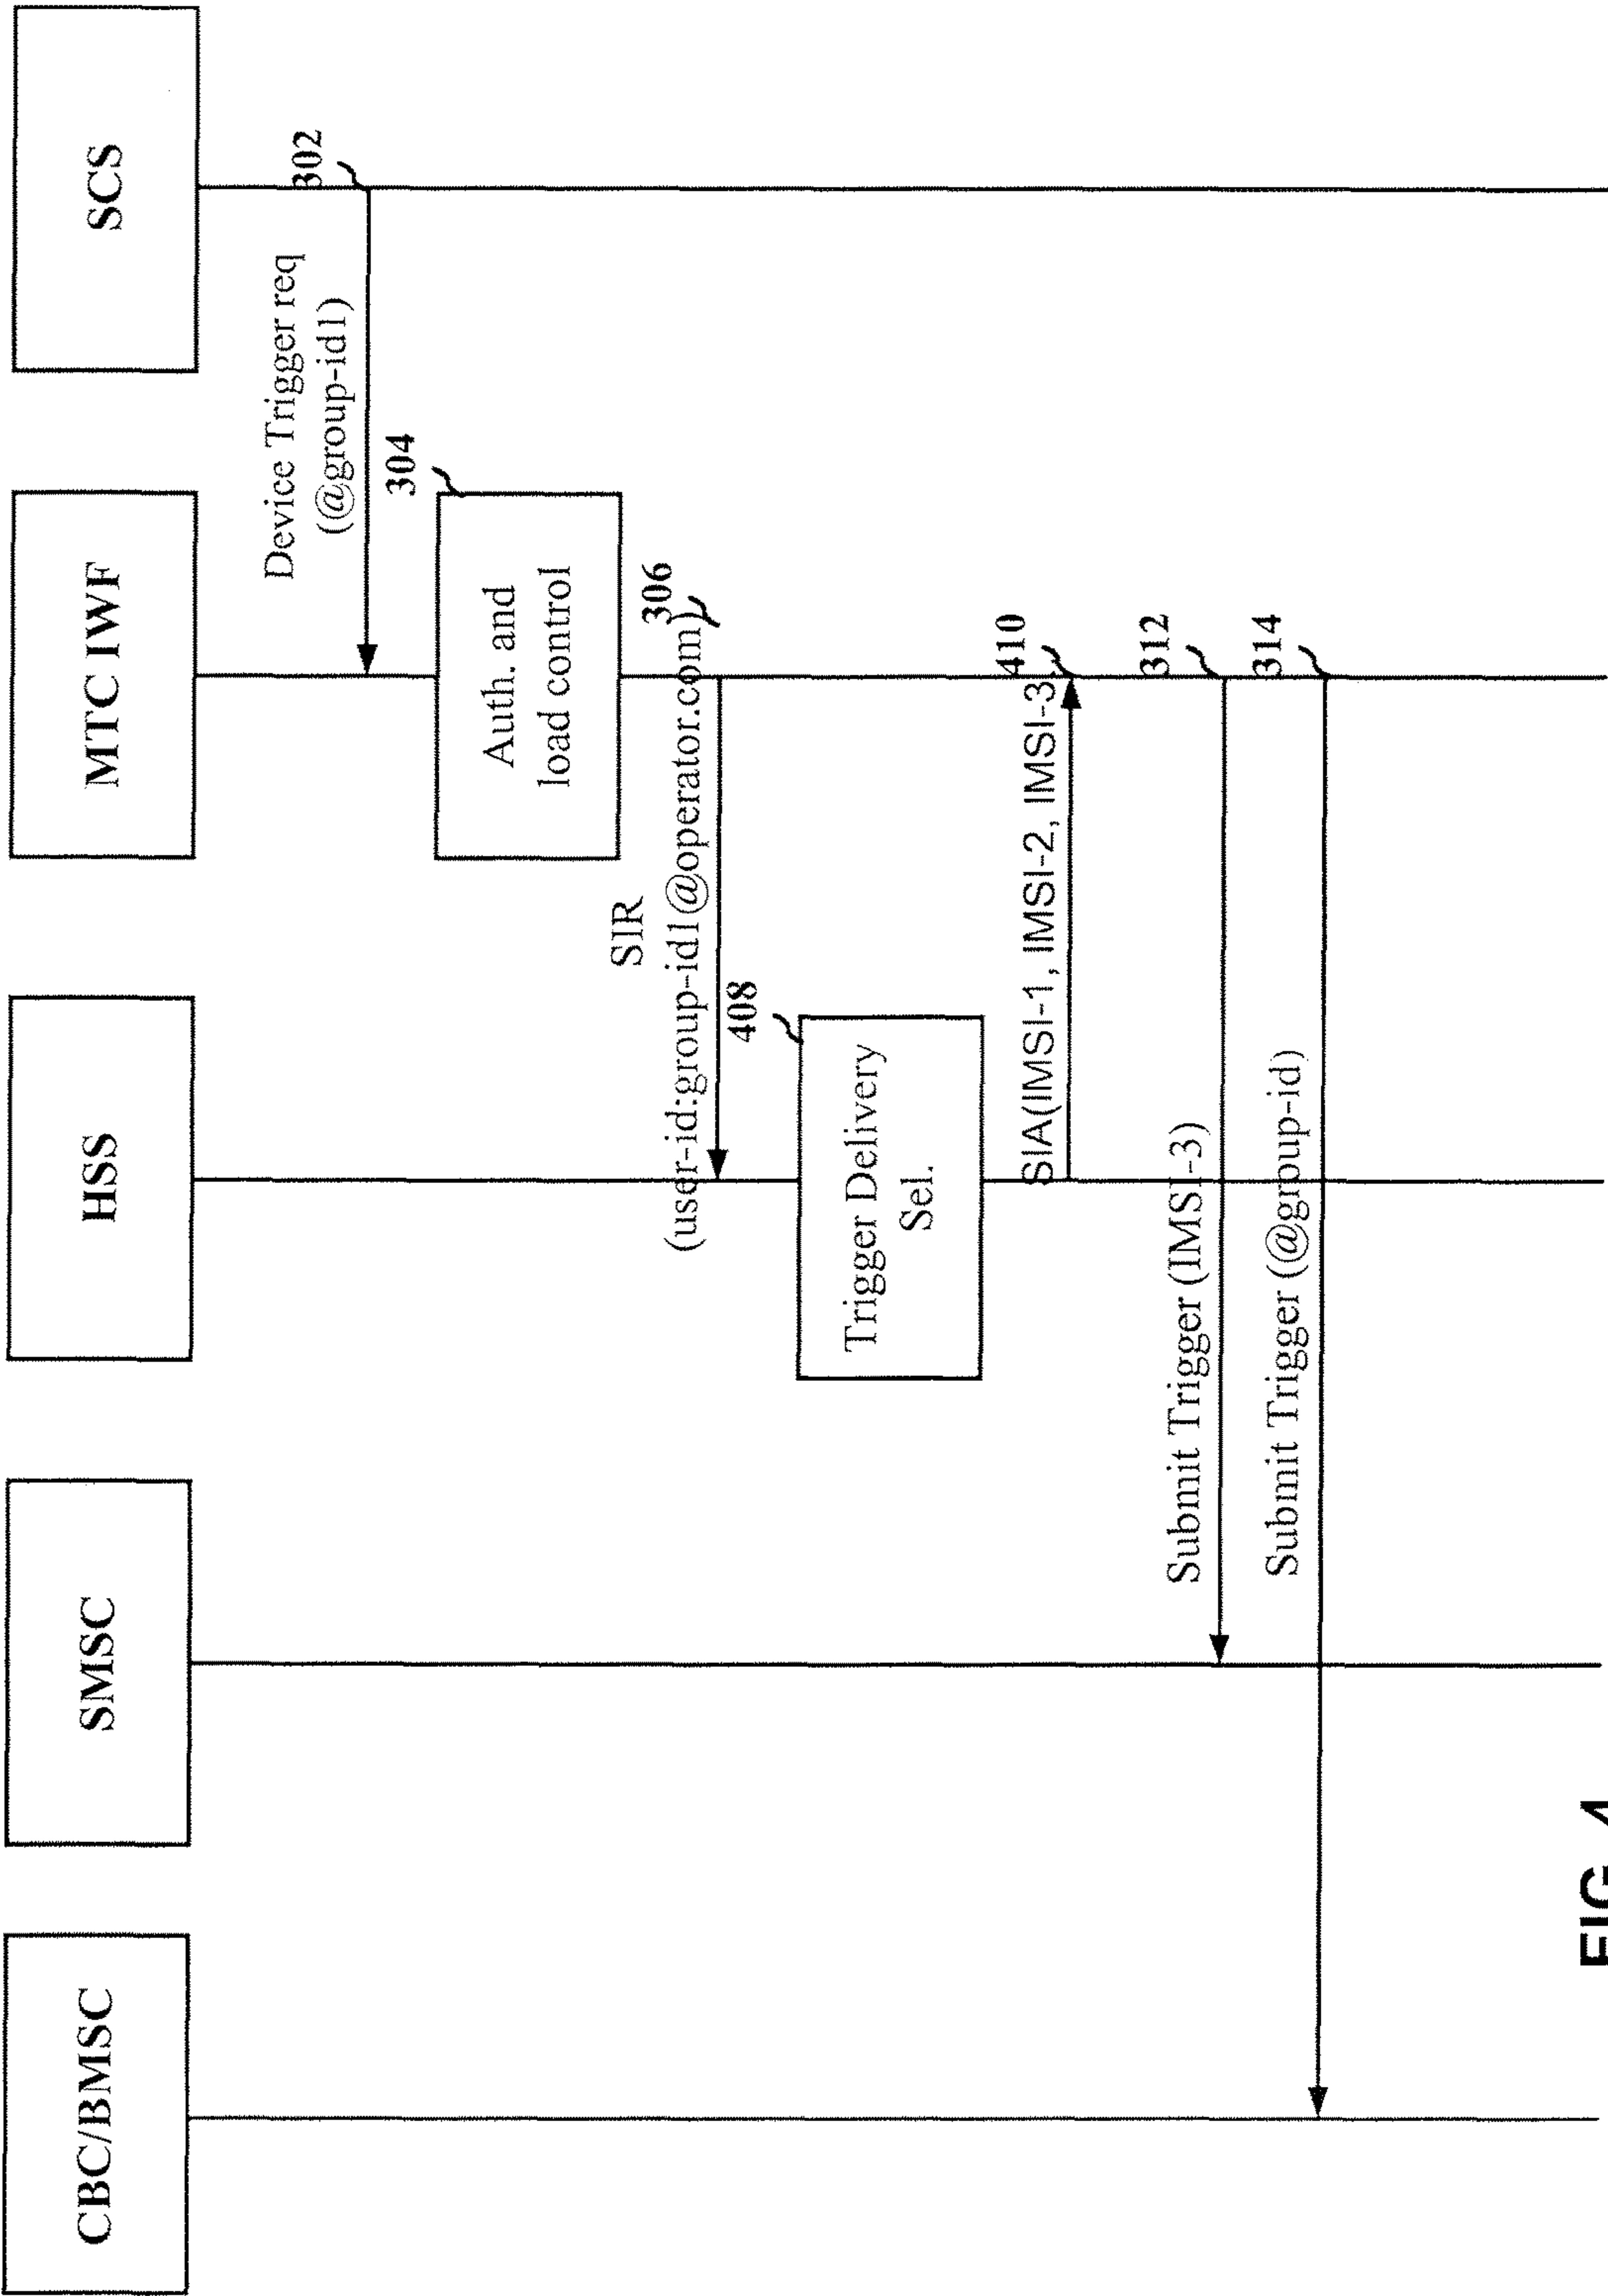 CBC/BMSC
SMSC
HSS
MTC IWF
SCS
302
Device Trigger req
(@group-id1)
304
Auth. and
load control
306
SIR
(user-id:group-id1@operator.com)
408
Trigger Delivery
Sel.
410
SIA(IMSI-1, IMSI-2, IMSI-3)
312
Submit Trigger (IMSI-3)
314
Submit Trigger (@group-id)
FIG. 4